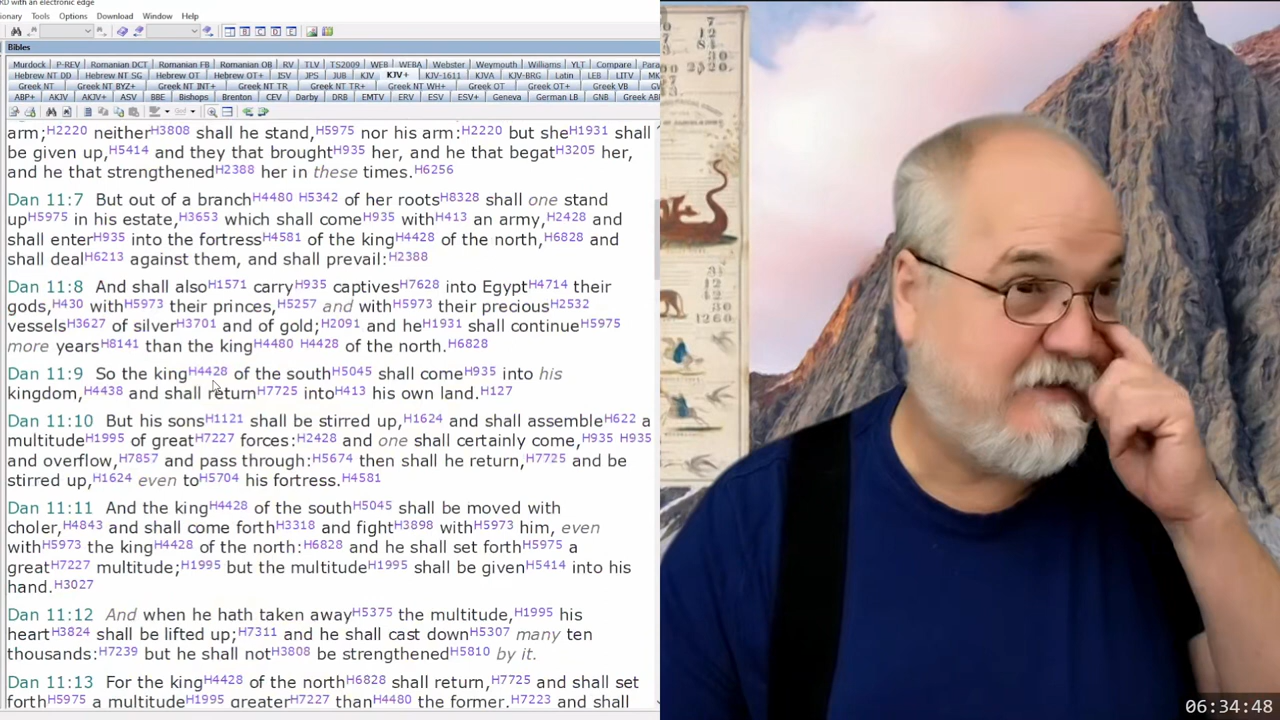 RD with an electronic edge
ionary Tools Options Download Window Help
Bibles
Murdock P-REV Romanian DCT Romanian FB Romanian OB RV TLV TS2009 WEB WEBA Webster Weymouth Williams YLT Compare Para
Hebrew NT DD Hebrew NT SG Hebrew OT Hebrew OT+ ISV JPS JUB KJV KJV+ KJV-1611 KJVA KJV-BRG Latin LEB LITV MK
Greek NT Greek NT BYZ+ Greek NT INT+ Greek NT TR Greek NT TR+ Greek NT WH+ Greek OT Greek OT+ Geneva German LB GNB Greek AB
ABP+ AKJV AKJV+ ASV BBE Bishops Brenton CEV Darby DRB EMTV ERV ESV ESV+
arm;H2220 neitherH3808 shall he stand,H5975 nor his arm:H2220 but sheH1931 shall
be given up,H5414 and they that broughtH935 her, and he that begatH3205 her,
and he that strengthenedH2388 her in these times.H6256
Dan 11:7 But out of a branchH4480 H5342 of her rootsH8328 shall one stand
upH5975 in his estate,H3653 which shall comeH935 withH413 an army,H2428 and
shall enterH935 into the fortressH4581 of the kingH4428 of the north,H6828 and
shall dealH6213 against them, and shall prevail:H2388
Dan 11:8 And shall alsoH1571 carryH935 captivesH7628 into EgyptH4714 their
gods,H430 withH5973 their princes,H5257 and withH5973 their preciousH2532
vesselsH3627 of silverH3701 and of gold;H2091 and heH1931 shall continueH5975
more yearsH8141 than the kingH4480 H4428 of the north.H6828
Dan 11:9 So the kingH4428 of the southH5045 shall comeH935 into his
kingdom,H4438 and shall returnH7725 intoH413 his own land.H127
Dan 11:10 But his sonsH1121 shall be stirred up,H1624 and shall assembleH622 a
multitudeH1995 of greatH7227 forces:H2428 and one shall certainly come,H935 H935
and overflow,H7857 and pass through:H5674 then shall he return,H7725 and be
stirred up,H1624 even toH5704 his fortress.H4581
Dan 11:11 And the kingH4428 of the southH5045 shall be moved with
choler,H4843 and shall come forthH3318 and fightH3898 withH5973 him, even
withH5973 the kingH4428 of the north:H6828 and he shall set forthH5975 a
greatH7227 multitude;H1995 but the multitudeH1995 shall be givenH5414 into his
hand.H3027
Dan 11:12 And when he hath taken awayH5375 the multitude,H1995 his
heartH3824 shall be lifted up;H7311 and he shall cast downH5307 many ten
thousands:H7239 but he shall notH3808 be strengthenedH5810 by it.
Dan 11:13 For the kingH4428 of the northH6828 shall return,H7725 and shall set
forthH5975 a multitudeH1995 greaterH7227 thanH4480 the former,H7223 and shall
1260
06:34:48